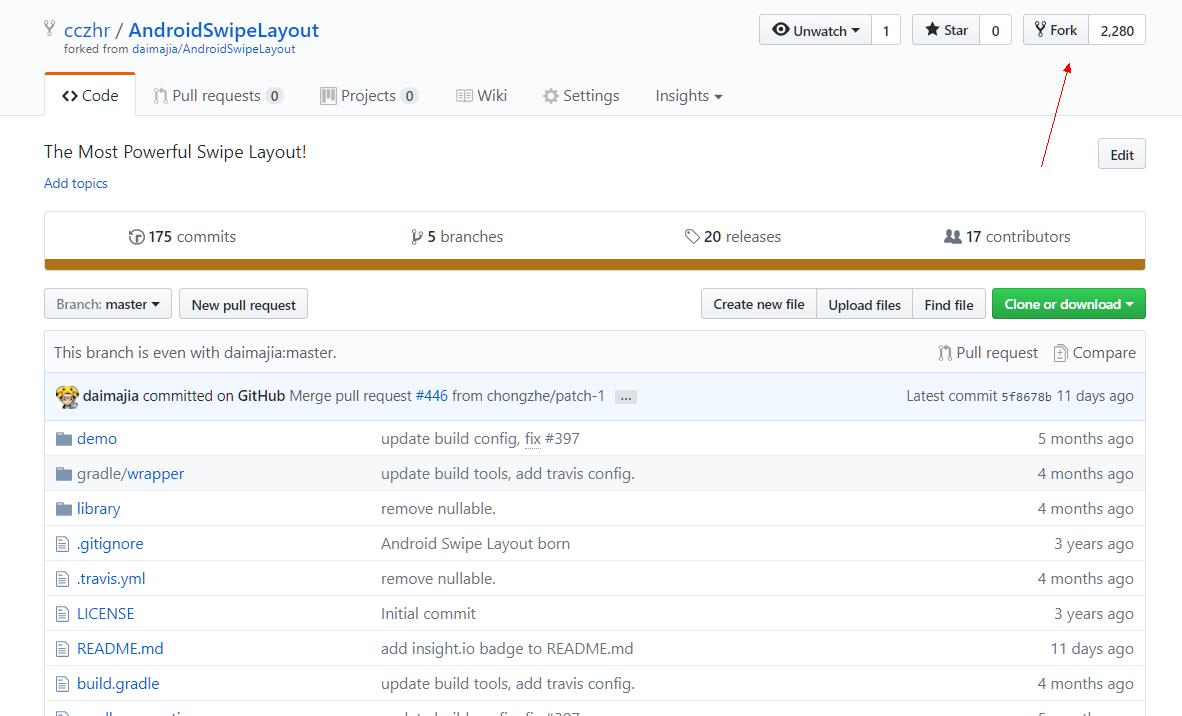 cczhr / AndroidSwipeLayout
forked from daimajia/AndroidSwipeLayout
Unwatch 1 Star 0 Fork 2,280
Code Pull requests 0 Projects 0 Wiki Settings Insights
The Most Powerful Swipe Layout!
Edit
Add topics
175 commits 5 branches 20 releases 17 contributors
Branch: master New pull request Create new file Upload files Find file Clone or download
This branch is even with daimajia:master. Pull request Compare
daimajia committed on GitHub Merge pull request #446 from chongzhe/patch-1 ... Latest commit 5f8678b 11 days ago
demo update build config, fix #397 5 months ago
gradle/wrapper update build tools, add travis config. 4 months ago
library remove nullable. 4 months ago
.gitignore Android Swipe Layout born 3 years ago
.travis.yml remove nullable. 4 months ago
LICENSE Initial commit 3 years ago
README.md add insight.io badge to README.md 11 days ago
build.gradle update build tools, add travis config. 4 months ago